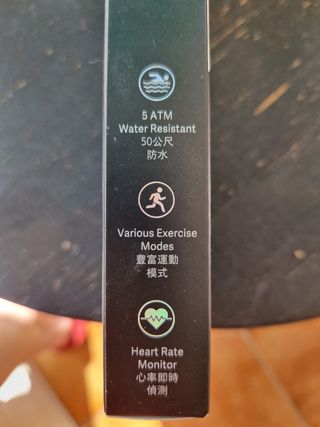 5 ATM
Water Resistant
50公尺
防水
Various Exercise
Modes
豐富運動
模式
Heart Rate
Monitor
心率即時
偵測